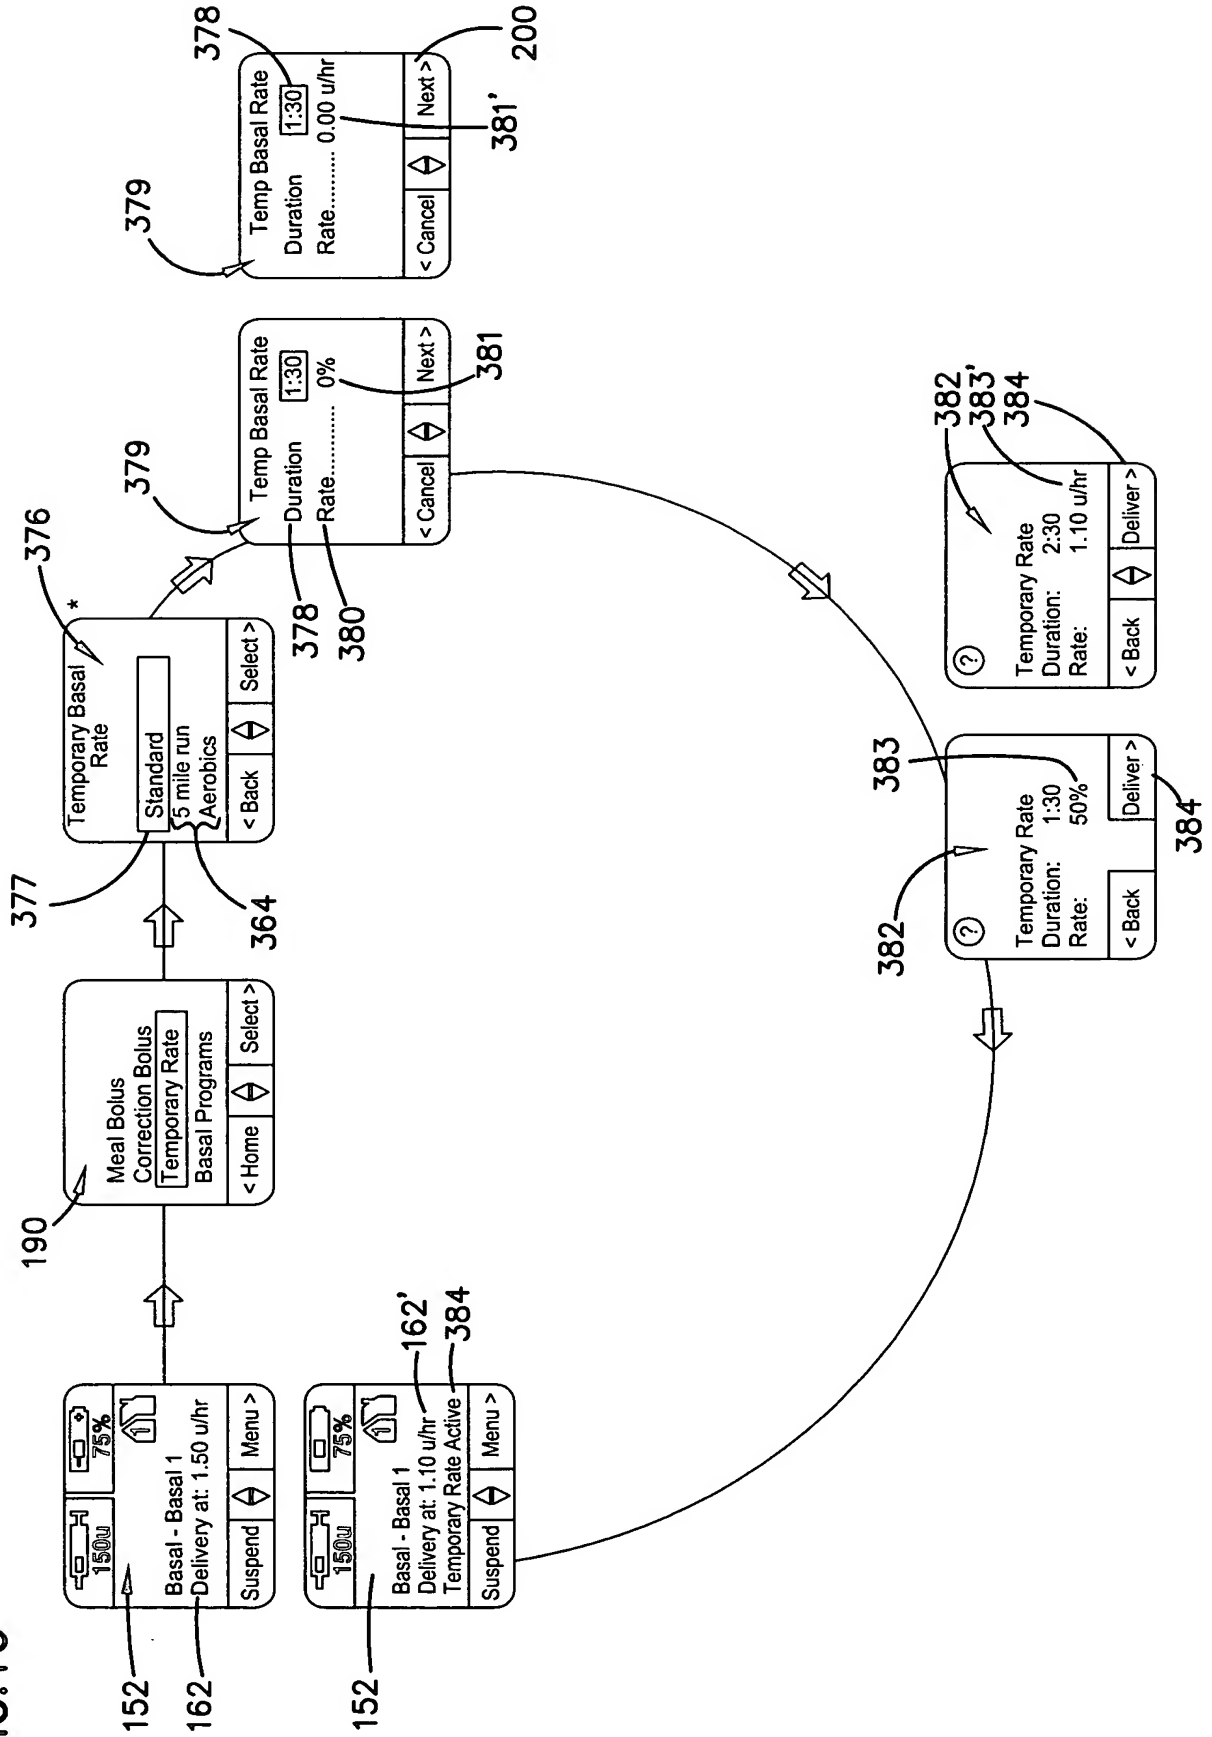 152
162
150u
75%
1
Basal - Basal 1
Delivery at: 1.50 u/hr
Suspend
Menu >
190
Meal Bolus
Correction Bolus
Temporary Rate
Basal Programs
< Home
Select >
377
364
376
*
Temporary Basal
Rate
Standard
5 mile run
Aerobics
< Back
Select >
379
378
380
381
Temp Basal Rate
Duration 1:30
Rate............. 0%
< Cancel
Next >
379
378
381'
200
Temp Basal Rate
Duration 1:30
Rate.......... 0.00 u/hr
< Cancel
Next >
152
150u
75%
1
Basal - Basal 1
Delivery at: 1.10 u/hr
Temporary Rate Active
Suspend
Menu >
162'
384
382
383
384
?
Temporary Rate
Duration: 1:30
Rate: 50%
< Back
Deliver >
382
383'
384
?
Temporary Rate
Duration: 2:30
Rate: 1.10 u/hr
< Back
Deliver >